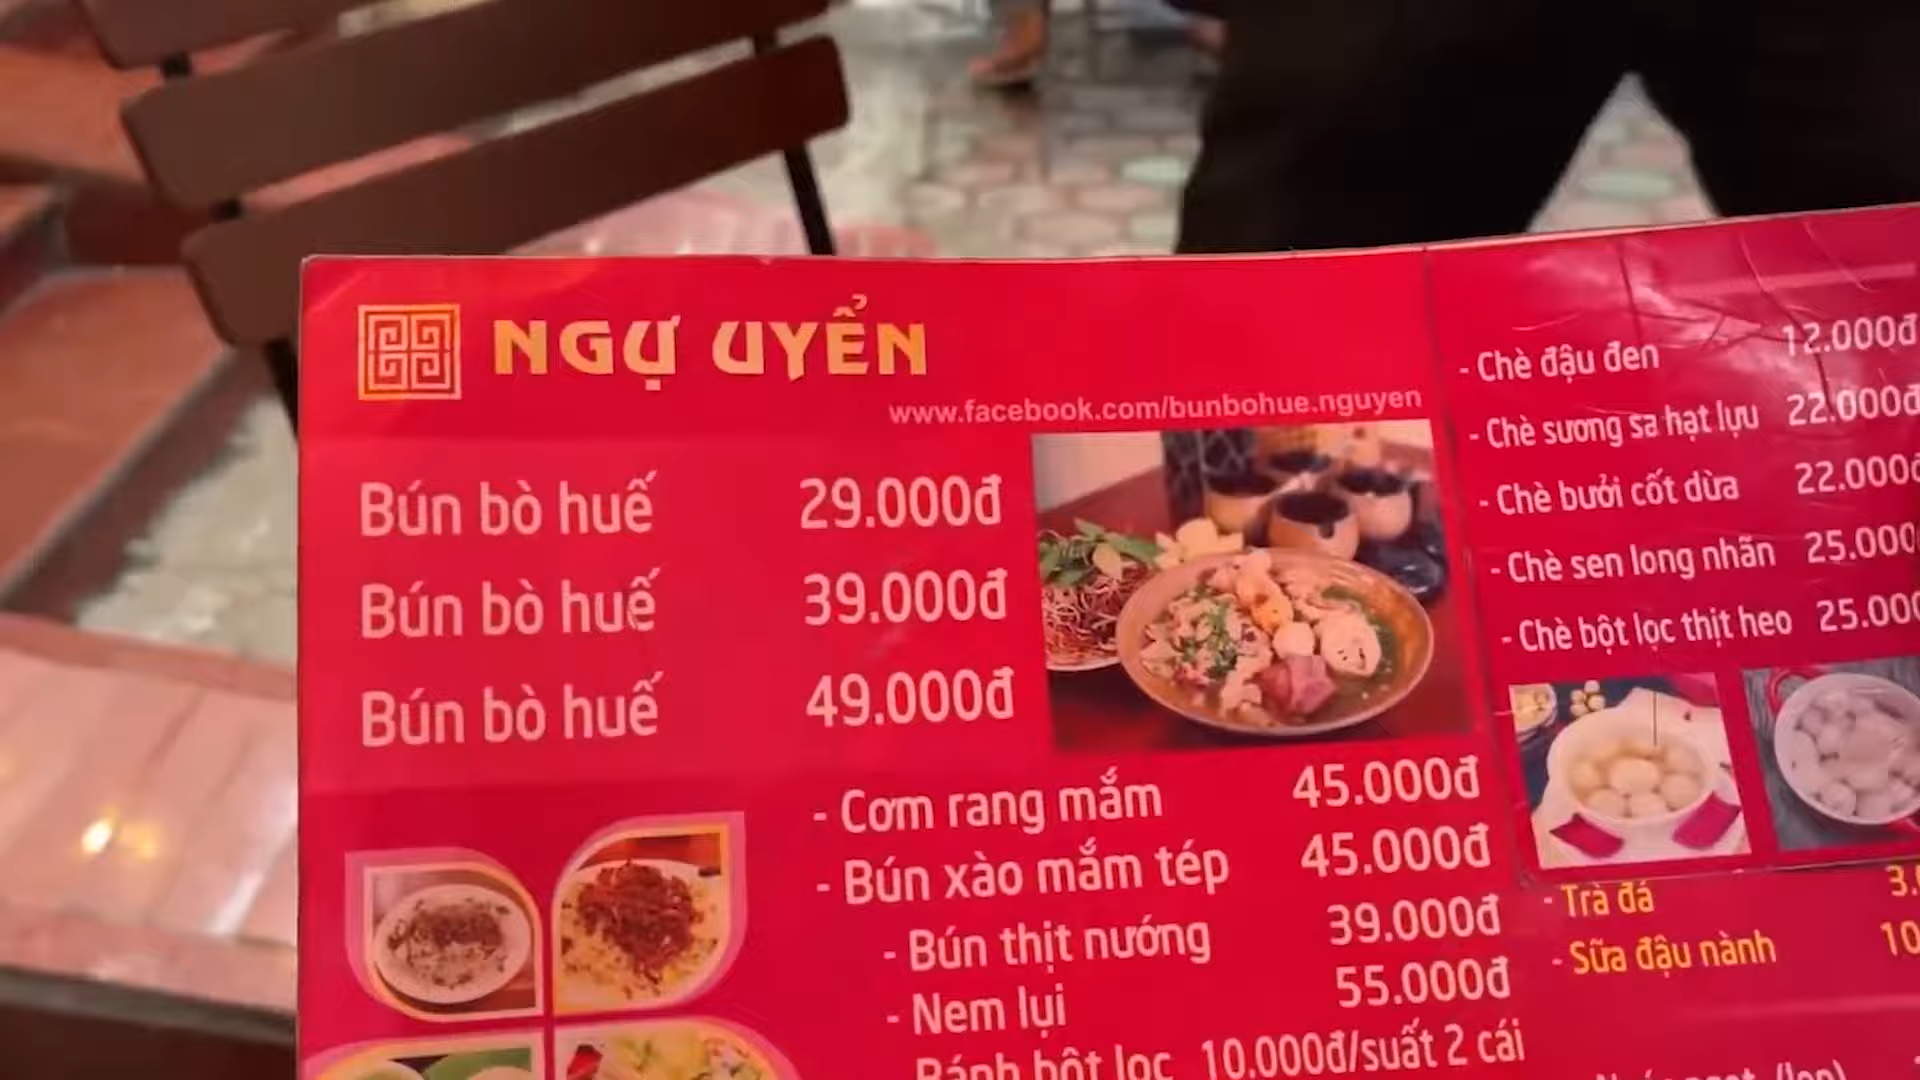 NGỰ UYỂN
www.facebook.com/bunbohue.nguyen
Bún bò huế 29.000đ
Bún bò huế 39.000đ
Bún bò huế 49.000đ
- Cơm rang mắm 45.000đ
- Bún xào mắm tép 45.000đ
- Bún thịt nướng 39.000đ
- Nem lụi 55.000đ
Bánh bột lọc 10.000đ/suất 2 cái
- Chè đậu đen 12.000đ
- Chè sương sa hạt lựu 22.000đ
- Chè bưởi cốt dừa 22.000đ
- Chè sen long nhãn 25.000
- Chè bột lọc thịt heo 25.000
- Trà đá
- Sữa đậu nành